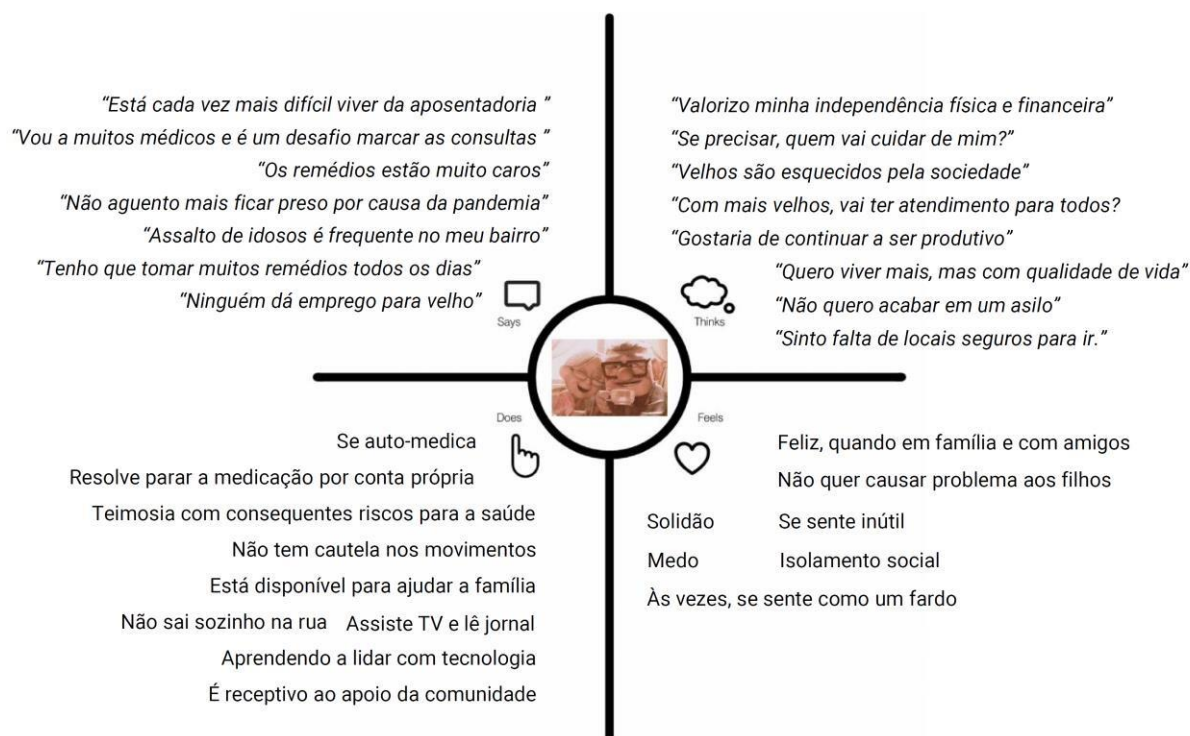 “Está cada vez mais difícil viver da aposentadoria ”
“Vou a muitos médicos e é um desafio marcar as consultas ”
“Os remédios estão muito caros”
“Não aguento mais ficar preso por causa da pandemia”
“Assalto de idosos é frequente no meu bairro”
“Tenho que tomar muitos remédios todos os dias”
“Ninguém dá emprego para velho”
Says
“Valorizo minha independência física e financeira”
“Se precisar, quem vai cuidar de mim?”
“Velhos são esquecidos pela sociedade”
“Com mais velhos, vai ter atendimento para todos?
“Gostaria de continuar a ser produtivo”
“Quero viver mais, mas com qualidade de vida”
“Não quero acabar em um asilo”
“Sinto falta de locais seguros para ir.”
Thinks
Does
Se auto-medica
Resolve parar a medicação por conta própria
Teimosia com consequentes riscos para a saúde
Não tem cautela nos movimentos
Está disponível para ajudar a família
Não sai sozinho na rua Assiste TV e lê jornal
Aprendendo a lidar com tecnologia
É receptivo ao apoio da comunidade
Feels
Feliz, quando em família e com amigos
Não quer causar problema aos filhos
Solidão Se sente inútil
Medo Isolamento social
Às vezes, se sente como um fardo